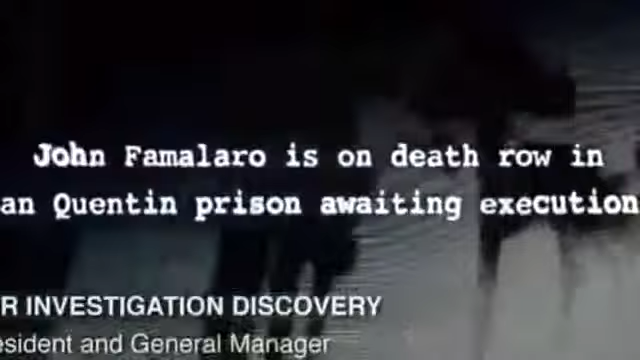 John Famalaro is on death row in
an Quentin prison awaiting execution
R INVESTIGATION DISCOVERY
esident and General Manager